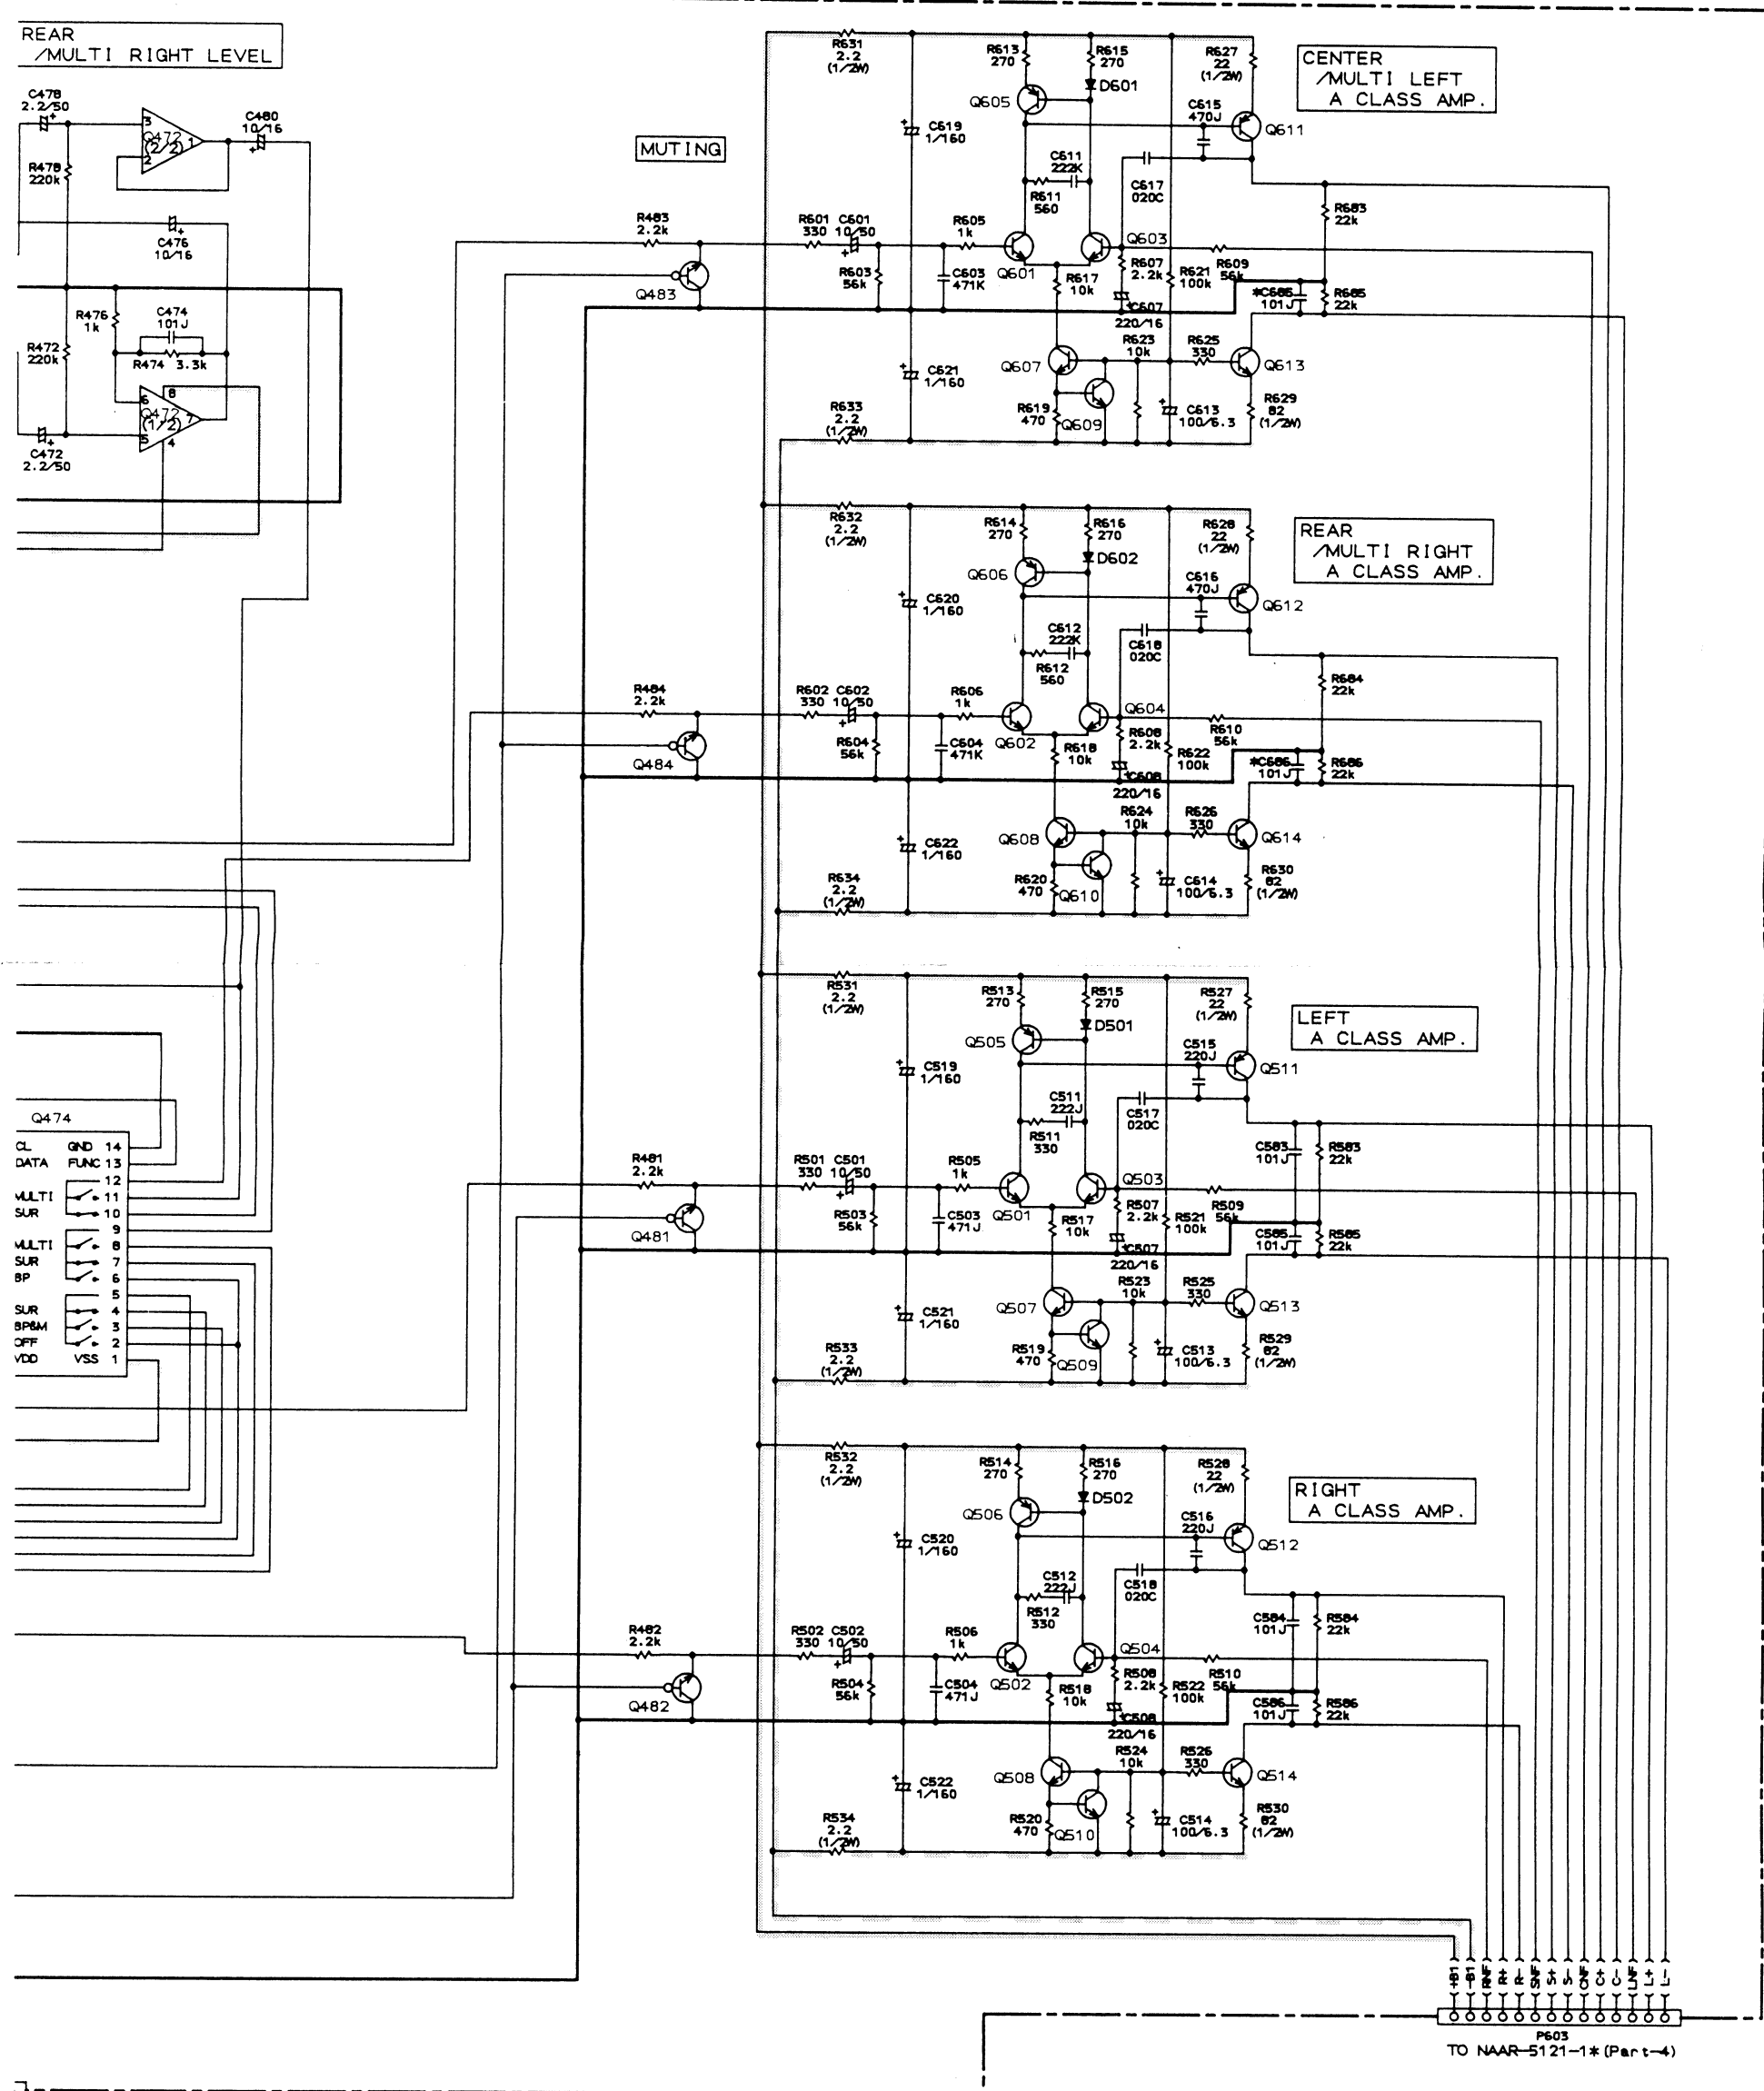 REAR
/MULTI RIGHT LEVEL
C478
2.2/50
C480
10/16
Q472
(2/2)
3
2
1
R478
220k
C476
10/16
R476
1k
C474
101J
R472
220k
R474 3.3k
Q472
(1/2)
6
5
8
4
7
C472
2.2/50
MUTING
R631
2.2
(1/2W)
R613
270
R615
270
D601
R627
22
(1/2W)
CENTER
/MULTI LEFT
A CLASS AMP.
Q605
C615
470J
Q611
C619
1/160
C611
222K
R611
560
C617
020C
R683
22k
R483
2.2k
R601
330
C601
10/50
R605
1k
Q603
Q483
R603
56k
C603
471K
Q601
R617
10k
R607
2.2k
R621
100k
R609
56k
*C685
101J
R685
22k
C607
220/16
R623
10k
R625
330
Q607
Q613
C621
1/160
R619
470
Q609
C613
100/6.3
R629
82
(1/2W)
R633
2.2
(1/2W)
R632
2.2
(1/2W)
R614
270
R616
270
D602
R628
22
(1/2W)
REAR
/MULTI RIGHT
A CLASS AMP.
Q606
C616
470J
Q612
C620
1/160
C612
222K
R612
560
C618
020C
R684
22k
R484
2.2k
R602
330
C602
10/50
R606
1k
Q604
Q484
R604
56k
C604
471K
Q602
R618
10k
R608
2.2k
R622
100k
R610
56k
*C686
101J
R686
22k
C608
220/16
R624
10k
R626
330
Q608
Q614
C622
1/160
R620
470
Q610
C614
100/6.3
R630
82
(1/2W)
R634
2.2
(1/2W)
R531
2.2
(1/2W)
R513
270
R515
270
D501
R527
22
(1/2W)
LEFT
A CLASS AMP.
Q505
C515
220J
Q511
C519
1/160
C511
222J
R511
330
C517
020C
C583
101J
R583
22k
R481
2.2k
R501
330
C501
10/50
R505
1k
Q503
Q481
R503
56k
C503
471J
Q501
R517
10k
R507
2.2k
R521
100k
R509
56k
C585
101J
R585
22k
C507
220/16
R523
10k
R525
330
Q507
Q513
C521
1/160
R519
470
Q509
C513
100/6.3
R529
82
(1/2W)
R533
2.2
(1/2W)
Q474
CL GND 14
DATA FUNC 13
12
MULTI 11
SUR 10
9
MULTI 8
SUR 7
BP 6
5
SUR 4
BP&M 3
OFF 2
VDD VSS 1
R532
2.2
(1/2W)
R514
270
R516
270
D502
R528
22
(1/2W)
RIGHT
A CLASS AMP.
Q506
C516
220J
Q512
C520
1/160
C512
222J
R512
330
C518
020C
C584
101J
R584
22k
R482
2.2k
R502
330
C502
10/50
R506
1k
Q504
Q482
R504
56k
C504
471J
Q502
R518
10k
R508
2.2k
R522
100k
R510
56k
C586
101J
R586
22k
C508
220/16
R524
10k
R526
330
Q508
Q514
C522
1/160
R520
470
Q510
C514
100/6.3
R530
82
(1/2W)
R534
2.2
(1/2W)
+B1
-B1
RNF
R+
R-
SNF
S+
S-
CNF
C+
C-
LNF
L+
L-
P603
TO NAAR-5121-1*(Part-4)